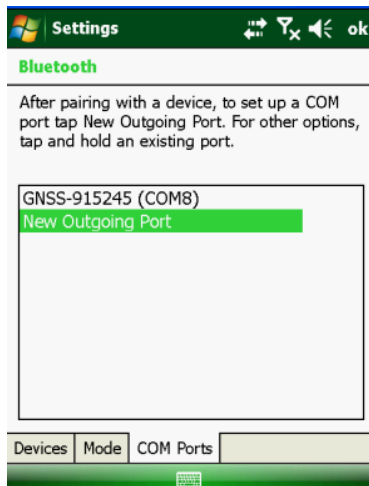 Settings ok
Bluetooth
After pairing with a device, to set up a COM
port tap New Outgoing Port. For other options,
tap and hold an existing port.
GNSS-915245 (COM8)
New Outgoing Port
Devices Mode COM Ports